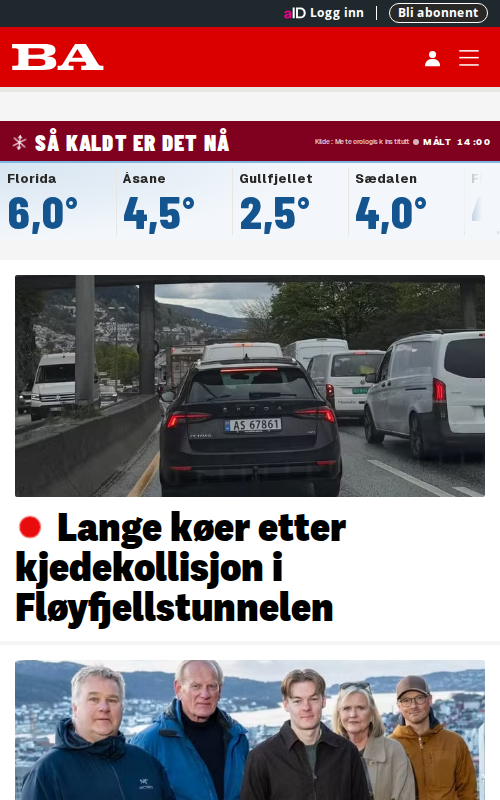 aID Logg inn
Bli abonnent
BA
SÅ KALDT ER DET NÅ
Kilde: Meteorologisk institutt
MÅLT 14:00
Florida
Åsane
Gullfjellet
Sædalen
6,0°
4,5°
2,5°
4,0°
SKODA
AS 67861
Lange køer etter
kjedekollisjon i
Fløyfjellstunnelen